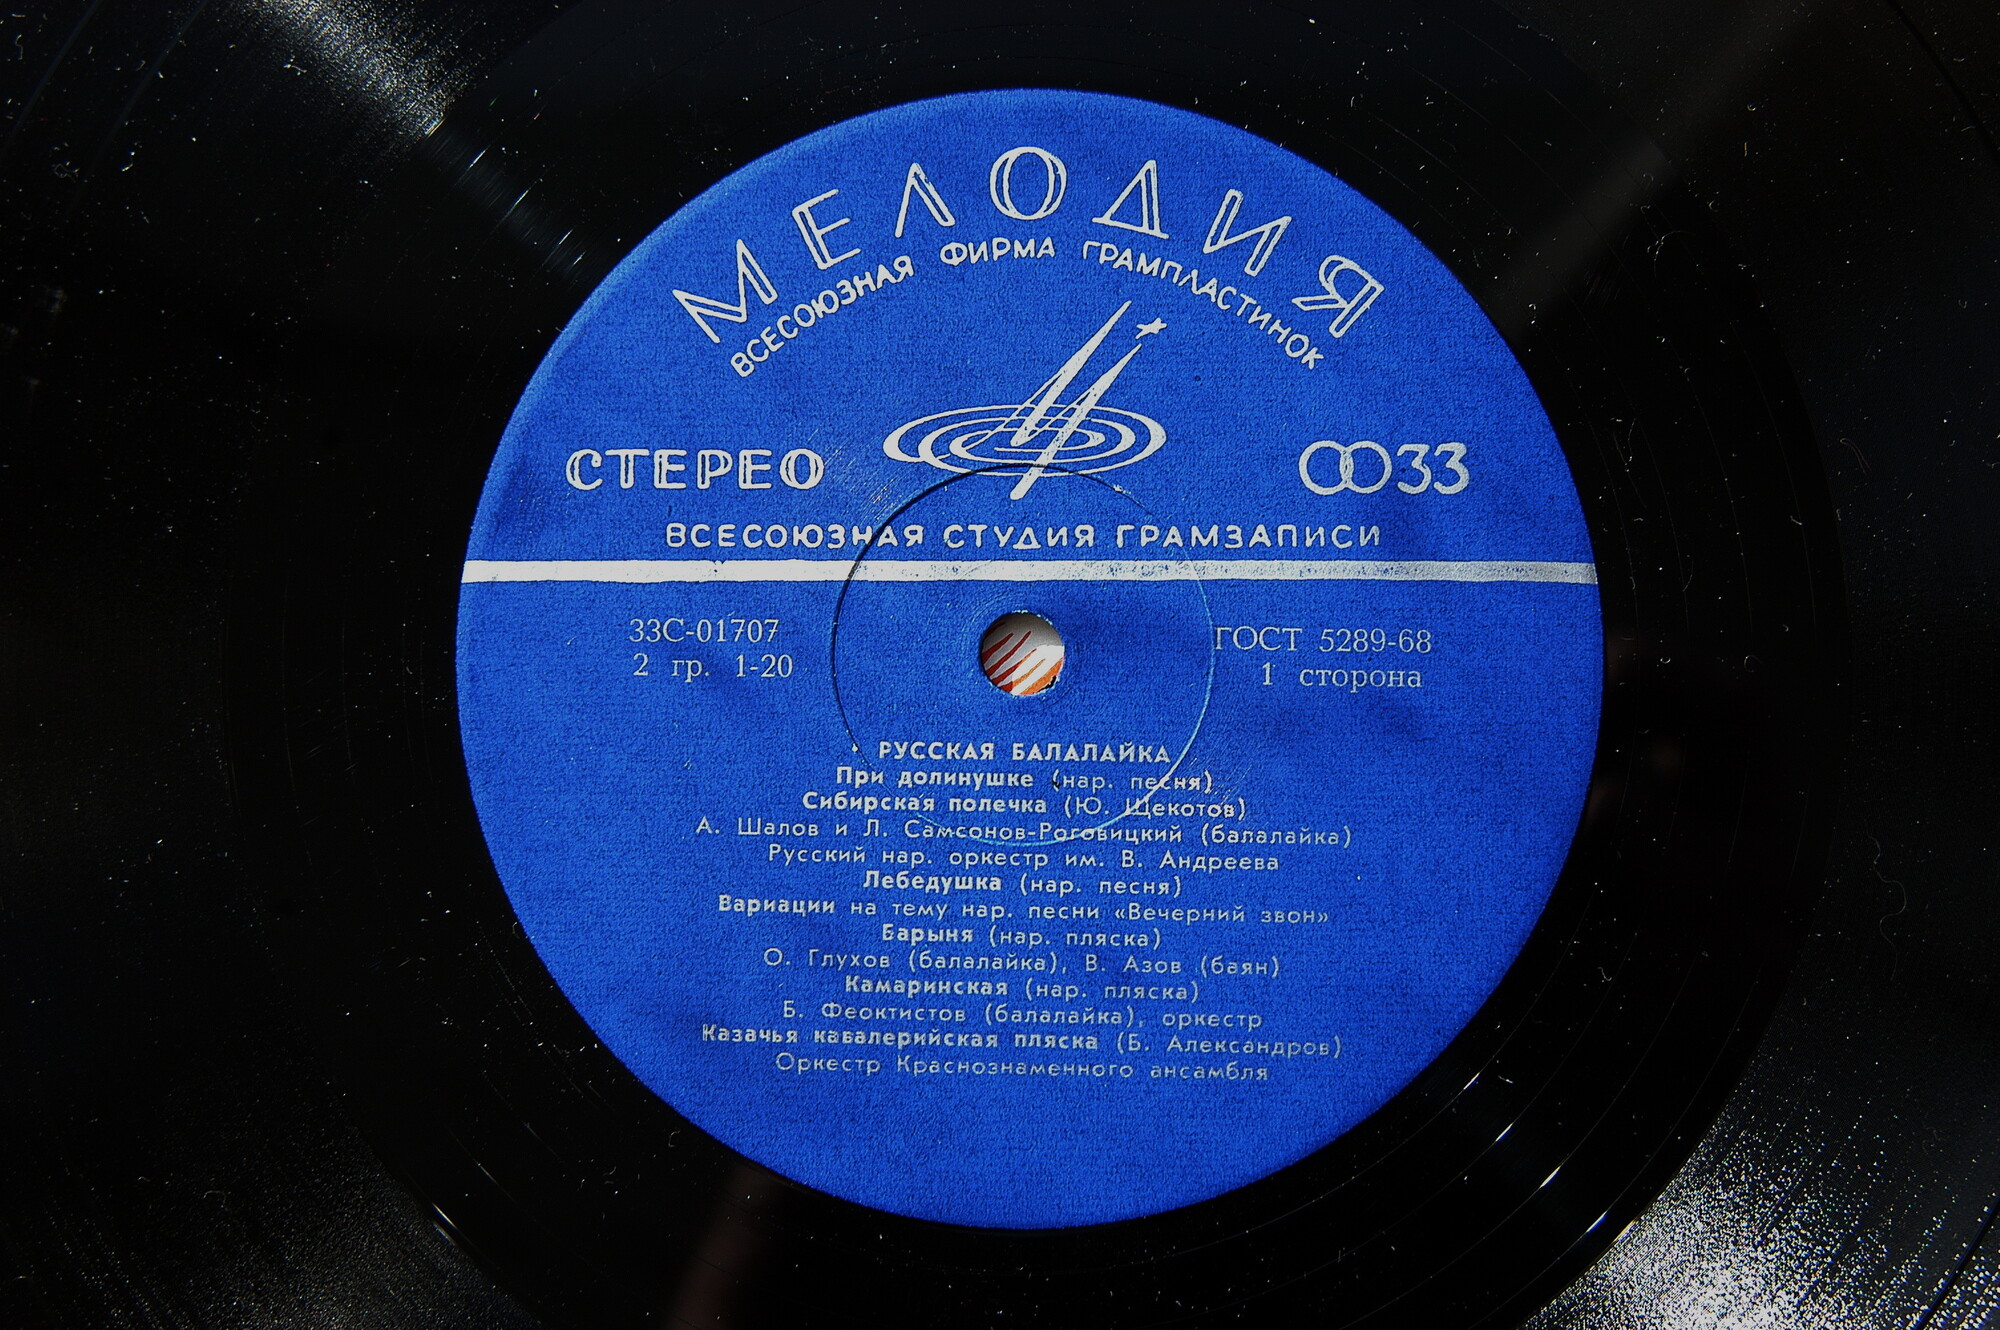 МЕЛОДИЯ
ВСЕСОЮЗНАЯ ФИРМА ГРАМПЛАСТИНОК
СТЕРЕО
33
ВСЕСОЮЗНАЯ СТУДИЯ ГРАМЗАПИСИ
33С-01707
ГОСТ 5289-68
2 гр. 1-20
1 сторона
РУССКАЯ БАЛАЛАЙКА
При долинушке (нар. песня)
Сибирская полечка (Ю. Щекотов)
А. Шалов и Л. Самсонов-Роговицкий (балалайка)
Русский нар. оркестр им. В. Андреева
Лебедушка (нар. песня)
Вариации на тему нар. песни «Вечерний звон»
Барыня (нар. пляска)
О. Глухов (балалайка), В. Азов (баян)
Камаринская (нар. пляска)
Б. Феоктистов (балалайка), оркестр
Казачья кавалерийская пляска (Б. Александров)
Оркестр Краснознаменного ансамбля